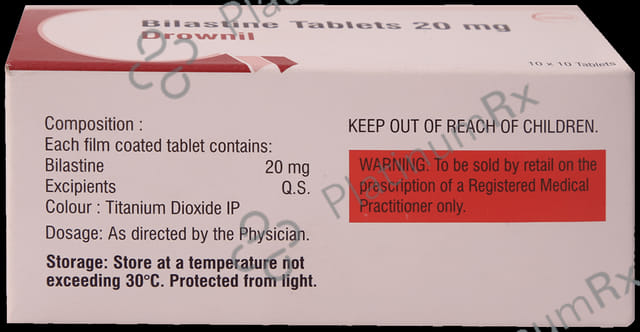 Bilastine Tablets 20 mg
Drownil
10 x 10 Tablets
Composition :
Each film coated tablet contains:
Bilastine 20 mg
Excipients Q.S.
Colour : Titanium Dioxide IP
Dosage: As directed by the Physician.
Storage: Store at a temperature not
exceeding 30°C. Protected from light.
KEEP OUT OF REACH OF CHILDREN.
WARNING: To be sold by retail on the
prescription of a Registered Medical
Practitioner only.
PlatinumRx
PlatinumRx